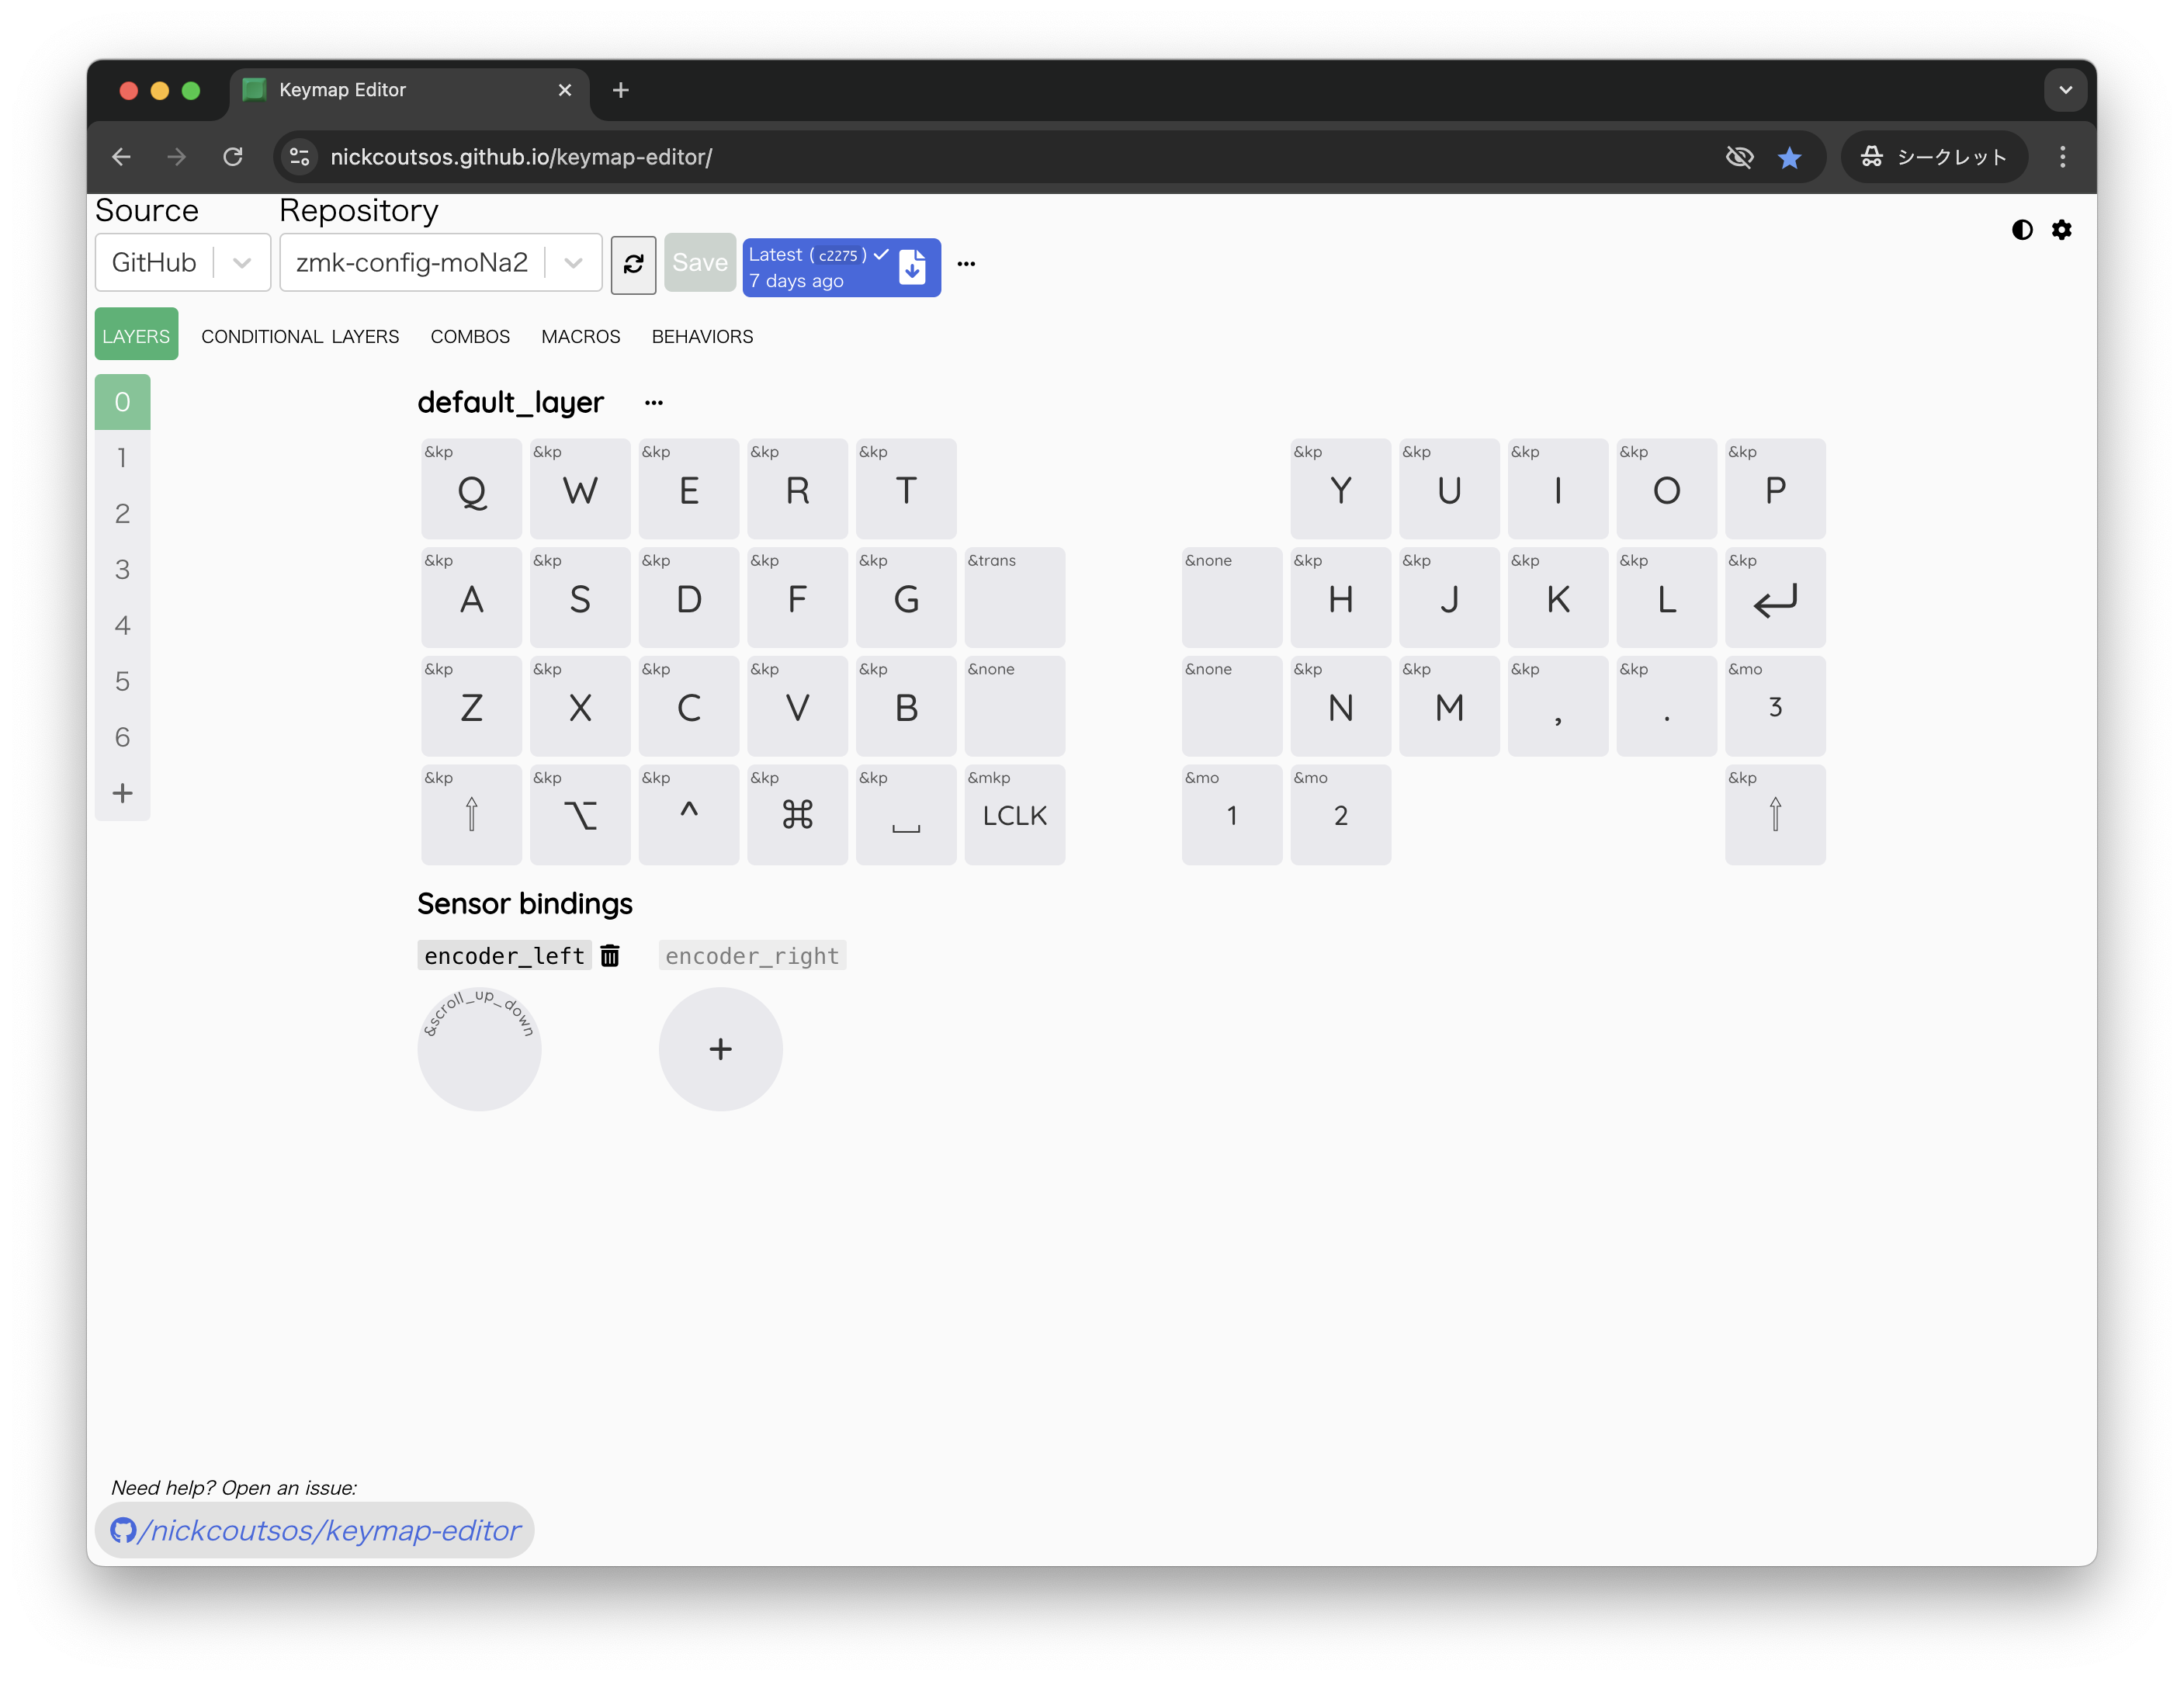 Keymap Editor
nickcoutsos.github.io/keymap-editor/
シークレット
Source Repository
GitHub zmk-config-moNa2 Save Latest (c2275)
7 days ago
LAYERS CONDITIONAL LAYERS COMBOS MACROS BEHAVIORS
0
1
2
3
4
5
6
+
default_layer ...
&kp &kp &kp &kp &kp &kp &kp &kp &kp &kp
Q W E R T Y U I O P
&kp &kp &kp &kp &kp &trans &none &kp &kp &kp &kp &kp
A S D F G H J K L
&kp &kp &kp &kp &kp &none &none &kp &kp &kp &kp &mo
Z X C V B N M , . 3
&kp &kp &kp &kp &kp &mkp &mo &mo &kp
⇧ ⌥ ^ ⌘ ⎵ LCLK 1 2 ⇧
Sensor bindings
encoder_left encoder_right
&scroll_up_down +
Need help? Open an issue:
/nickcoutsos/keymap-editor